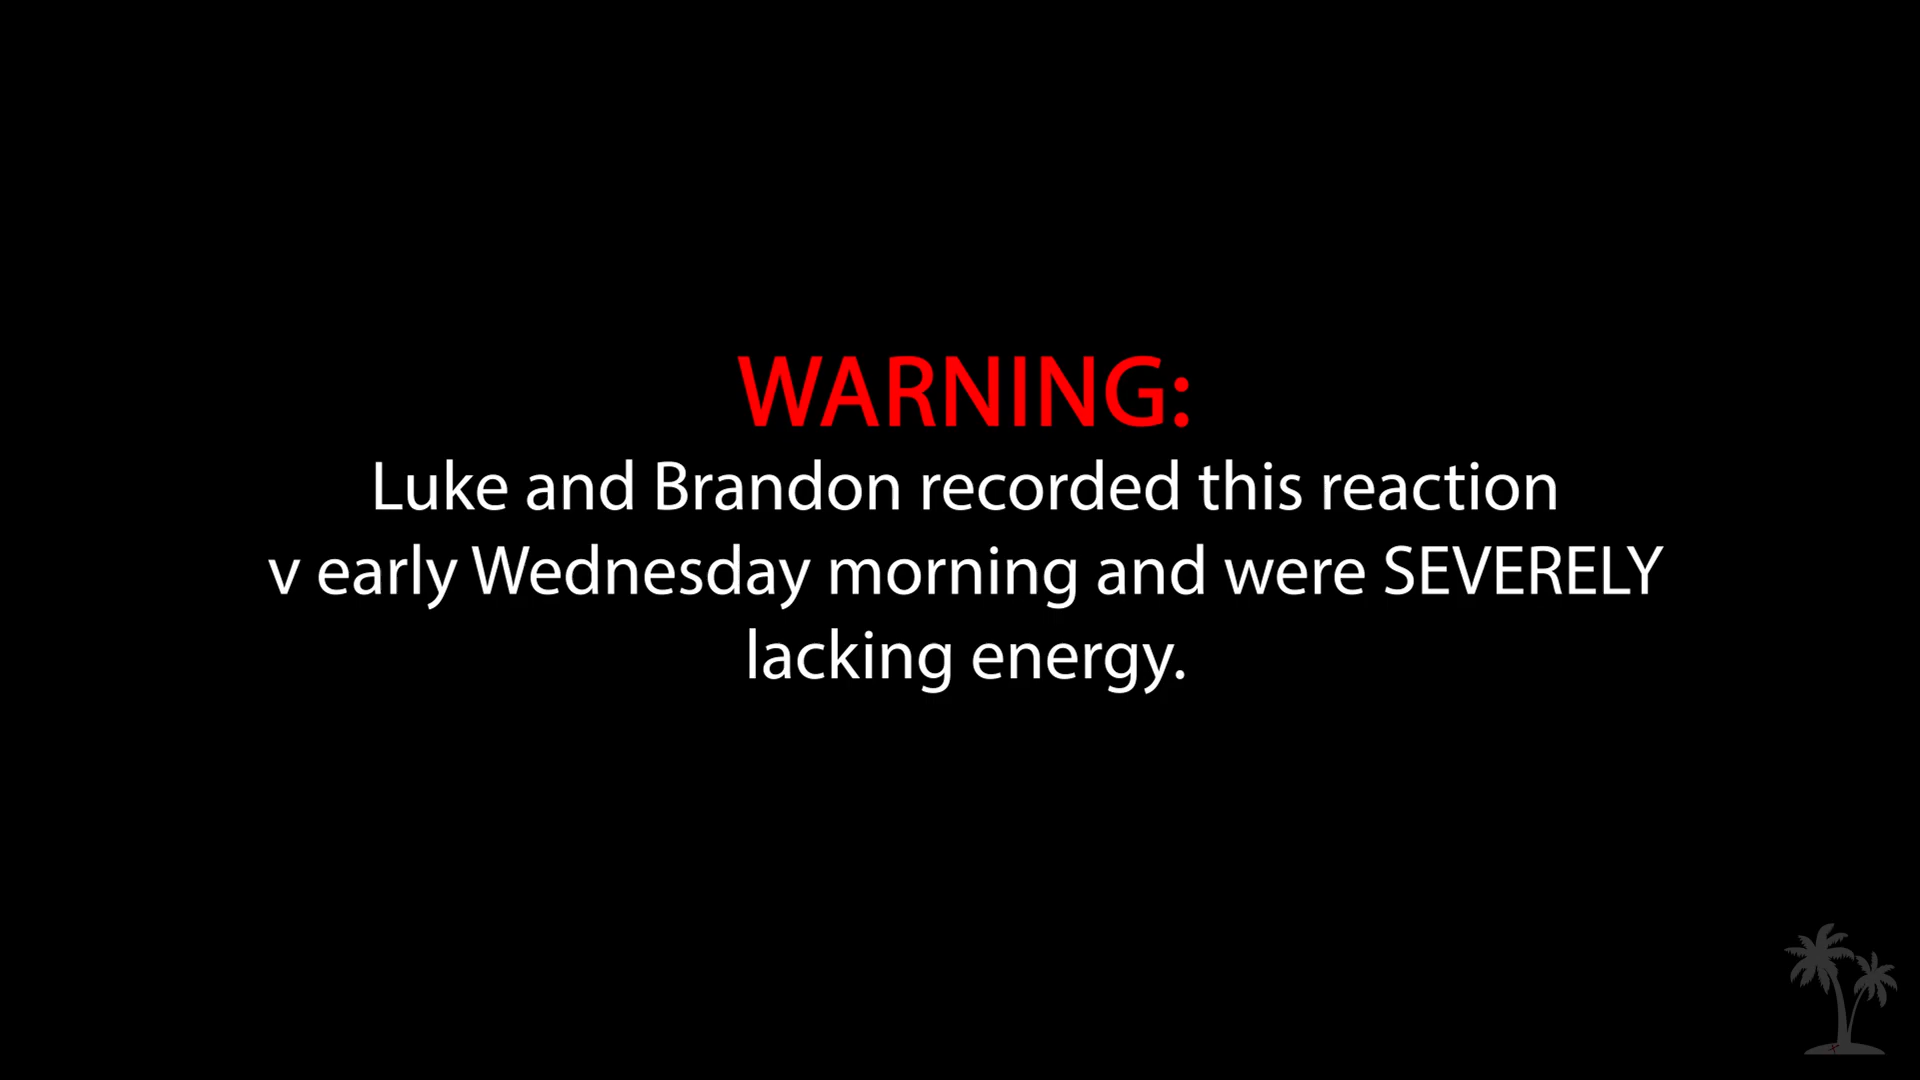 WARNING:
Luke and Brandon recorded this reaction
v early Wednesday morning and were SEVERELY
lacking energy.